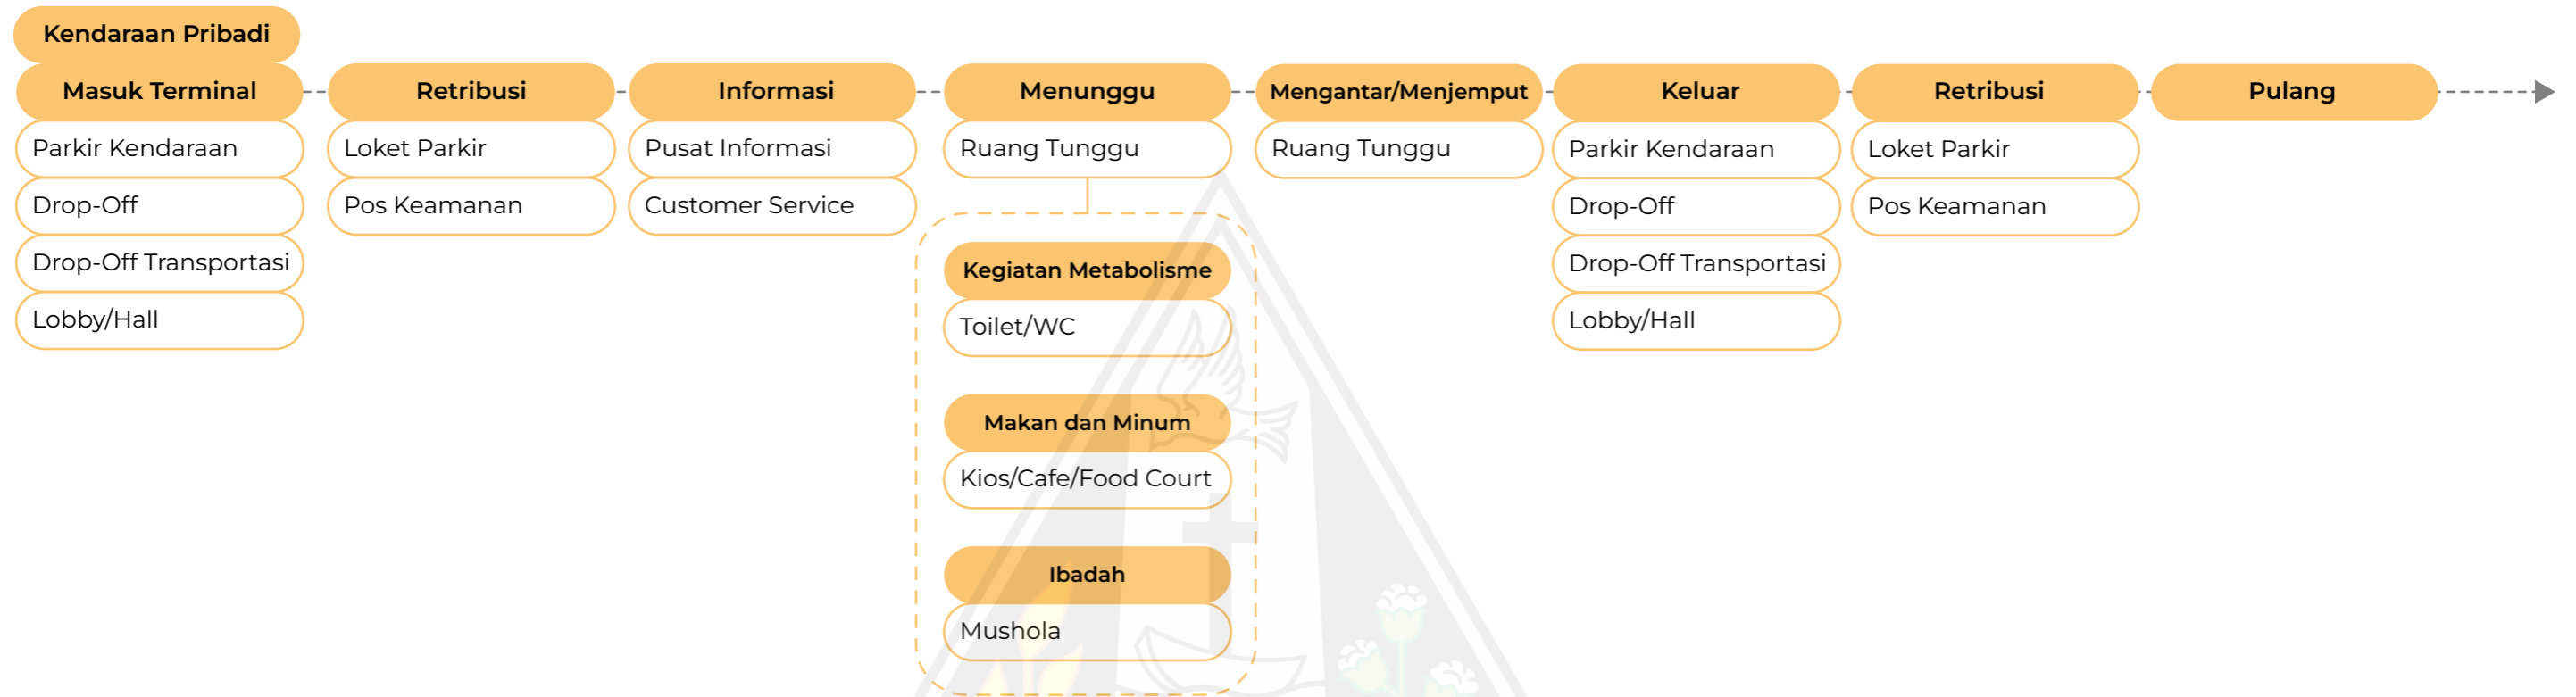 Kendaraan Pribadi
Masuk Terminal
Parkir Kendaraan
Drop-Off
Drop-Off Transportasi
Lobby/Hall
Retribusi
Loket Parkir
Pos Keamanan
Informasi
Pusat Informasi
Customer Service
Menunggu
Ruang Tunggu
Kegiatan Metabolisme
Toilet/WC
Makan dan Minum
Kios/Cafe/Food Court
Ibadah
Mushola
Mengantar/Menjemput
Ruang Tunggu
Keluar
Parkir Kendaraan
Drop-Off
Drop-Off Transportasi
Lobby/Hall
Retribusi
Loket Parkir
Pos Keamanan
Pulang